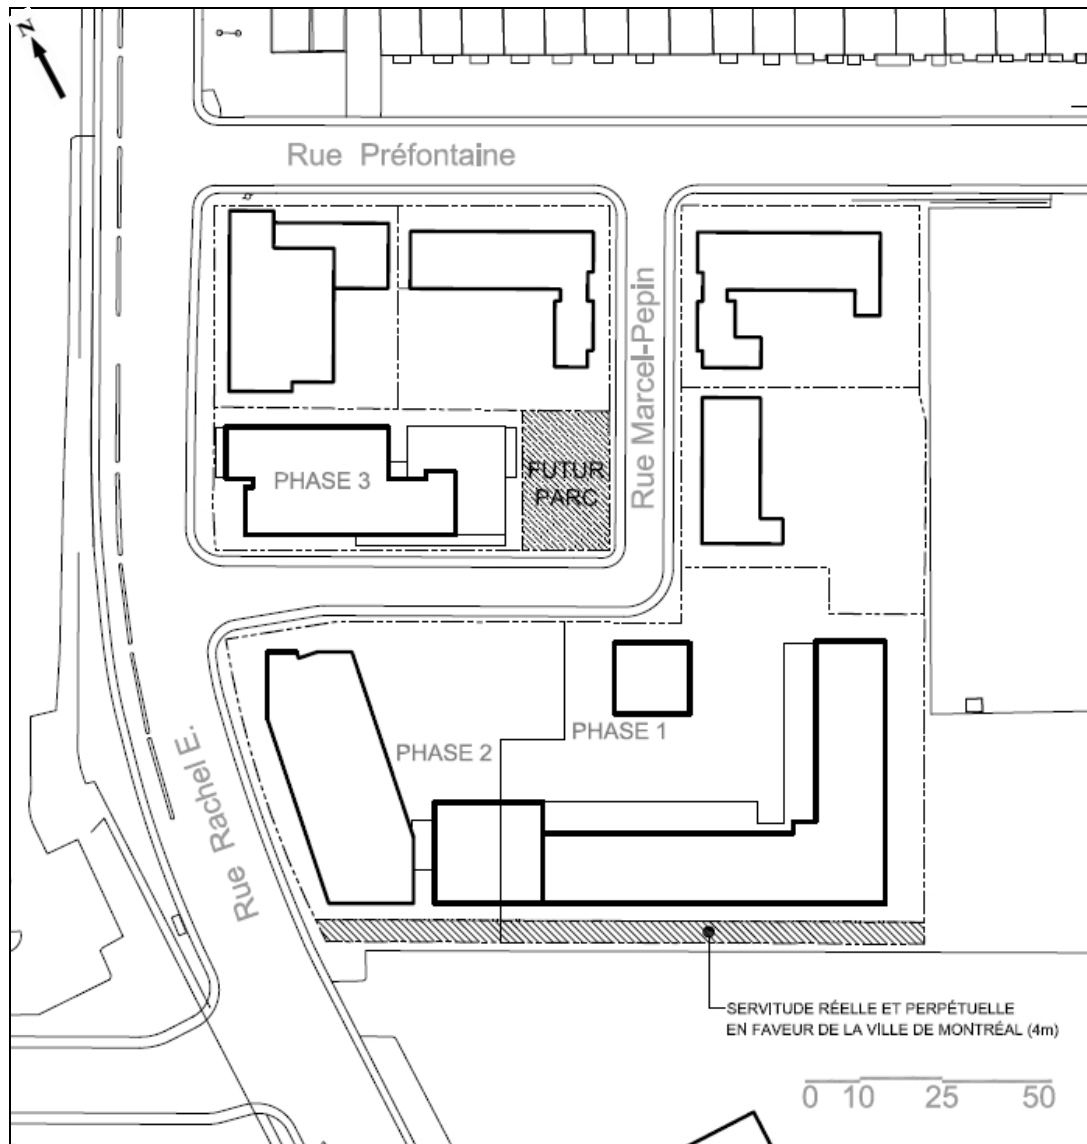 N
Rue Préfontaine
Rue Marcel-Pepin
PHASE 3
FUTUR
PARC
PHASE 1
PHASE 2
Rue Rachel E.
SERVITUDE RÉELLE ET PERPÉTUELLE
EN FAVEUR DE LA VILLE DE MONTRÉAL (4m)
0 10 25 50